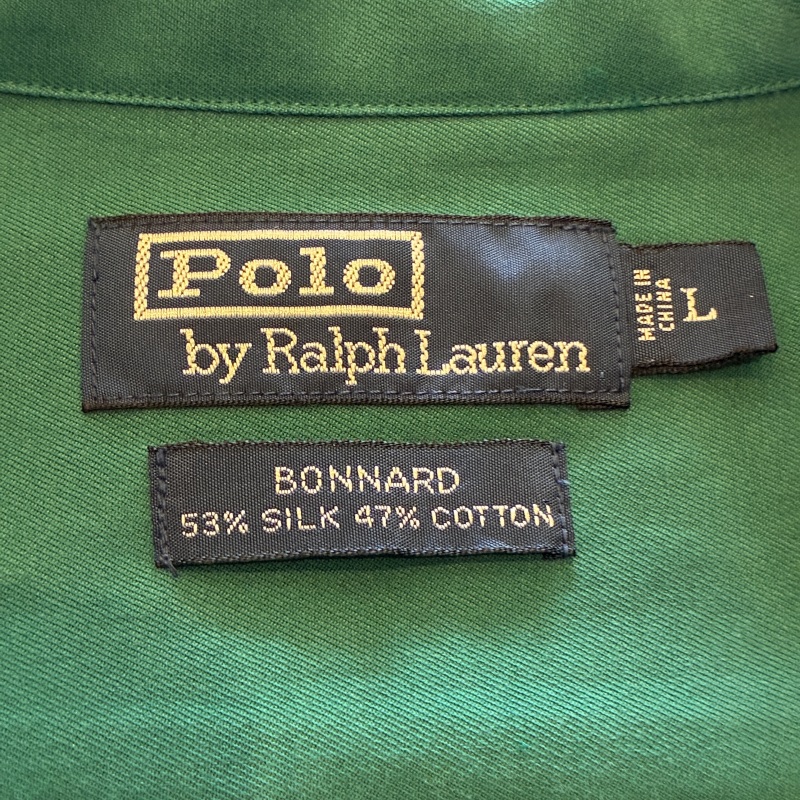 Polo
by Ralph Lauren
MADE IN
CHINA
L
BONNARD
53% SILK 47% COTTON